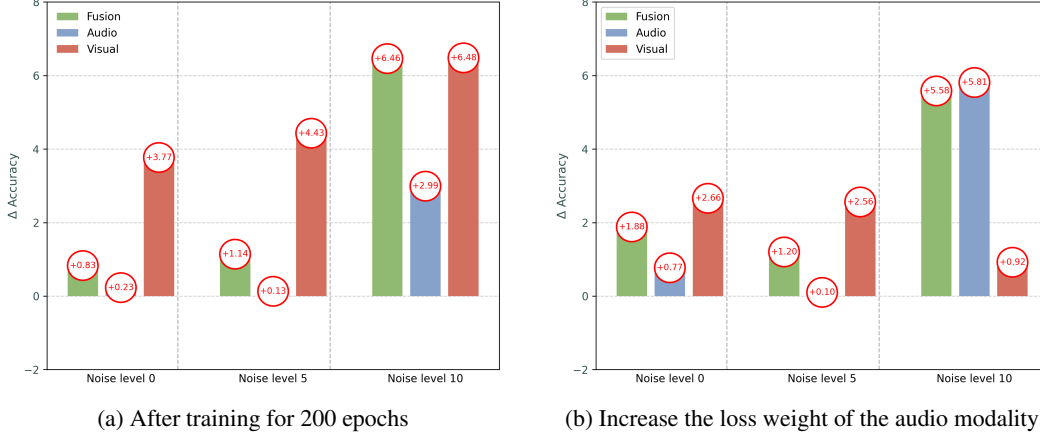 8
6
4
2
0
−2
Δ Accuracy
Fusion
Audio
Visual
+0.83
+0.23
+3.77
+1.14
+0.13
+4.43
+6.46
+2.99
+6.48
Noise level 0
Noise level 5
Noise level 10
(a) After training for 200 epochs
8
6
4
2
0
−2
Δ Accuracy
Fusion
Audio
Visual
+1.88
+0.77
+2.66
+1.20
+0.10
+2.56
+5.58
+5.81
+0.92
Noise level 0
Noise level 5
Noise level 10
(b) Increase the loss weight of the audio modality